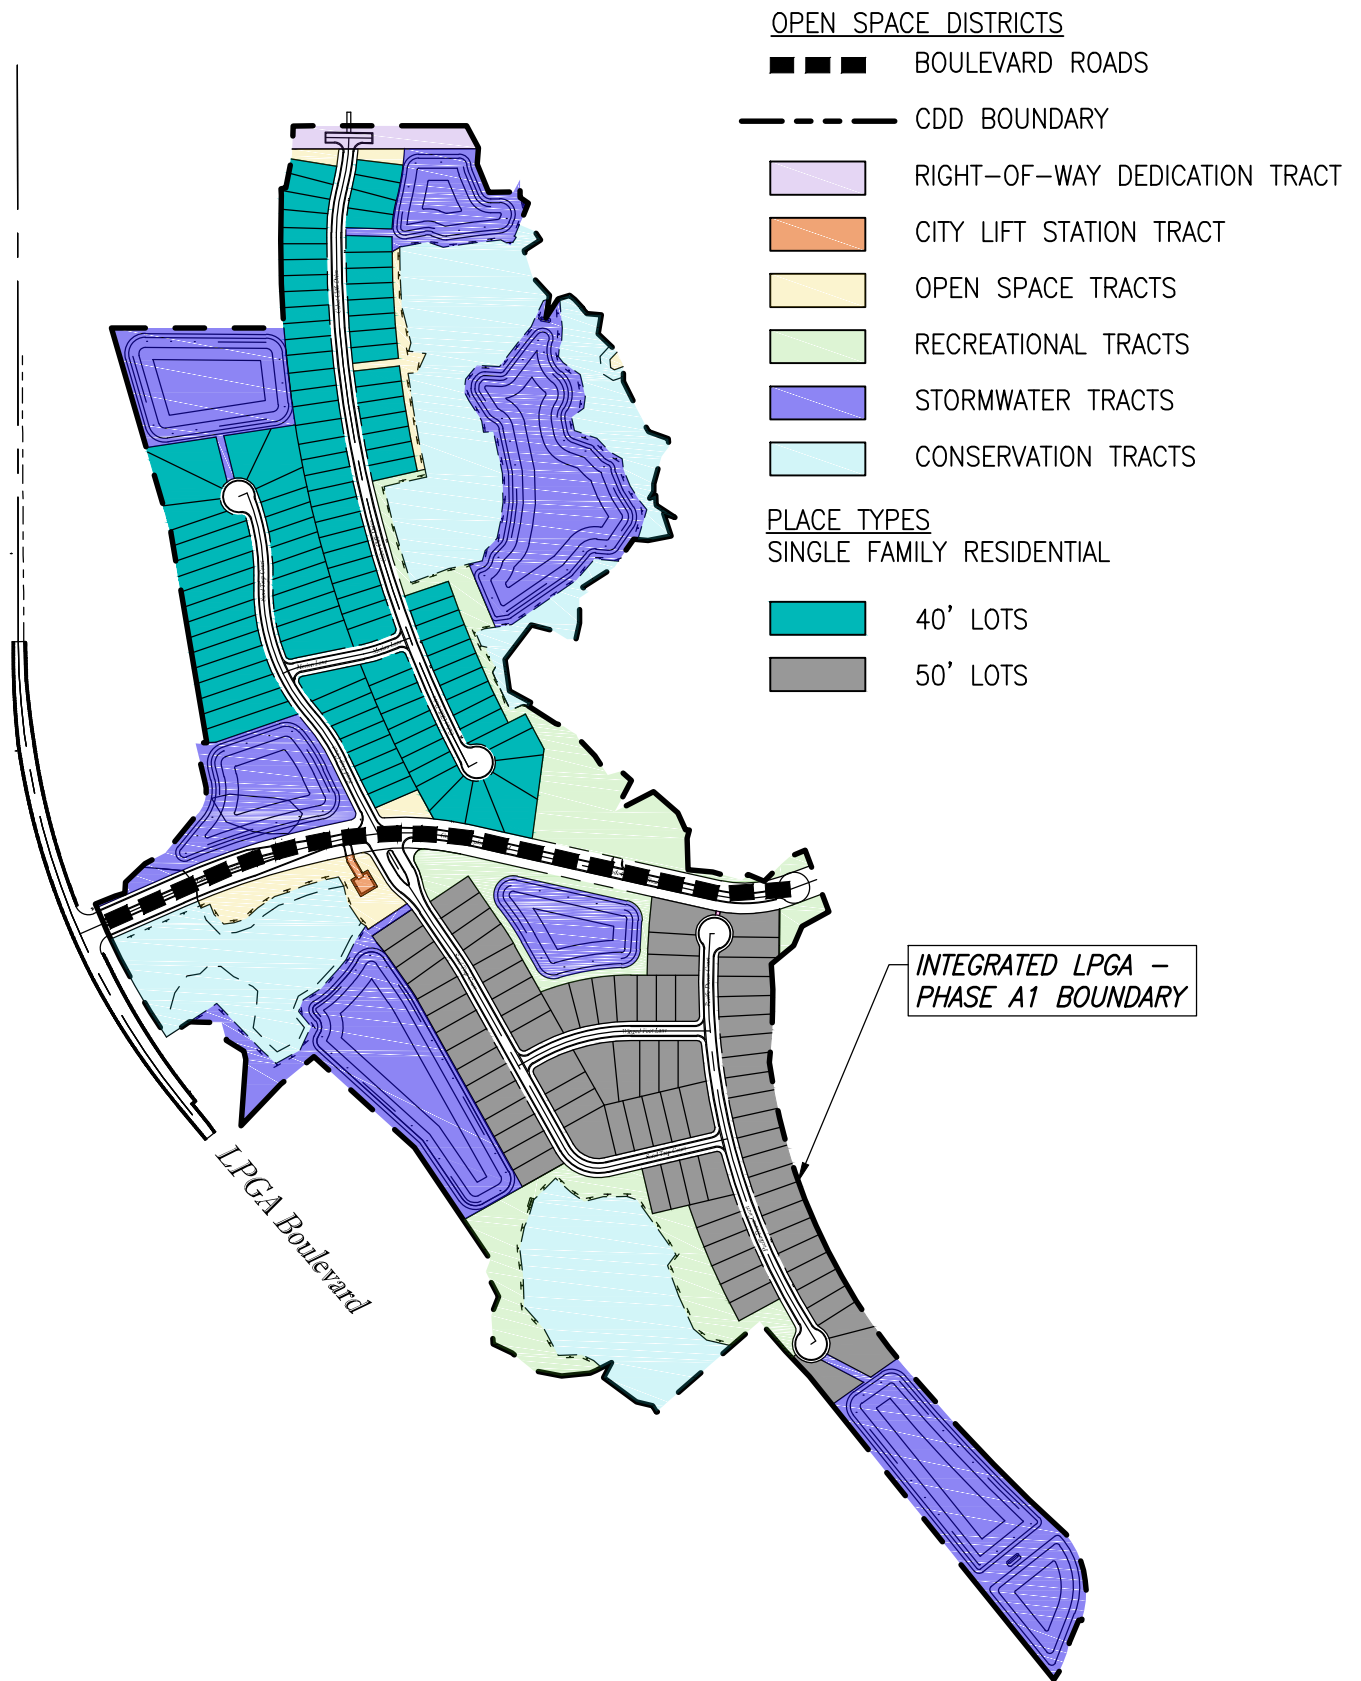 OPEN SPACE DISTRICTS
BOULEVARD ROADS
CDD BOUNDARY
RIGHT-OF-WAY DEDICATION TRACT
CITY LIFT STATION TRACT
OPEN SPACE TRACTS
RECREATIONAL TRACTS
STORMWATER TRACTS
CONSERVATION TRACTS
PLACE TYPES
SINGLE FAMILY RESIDENTIAL
40' LOTS
50' LOTS
INTEGRATED LPGA -
PHASE A1 BOUNDARY
LPGA Boulevard